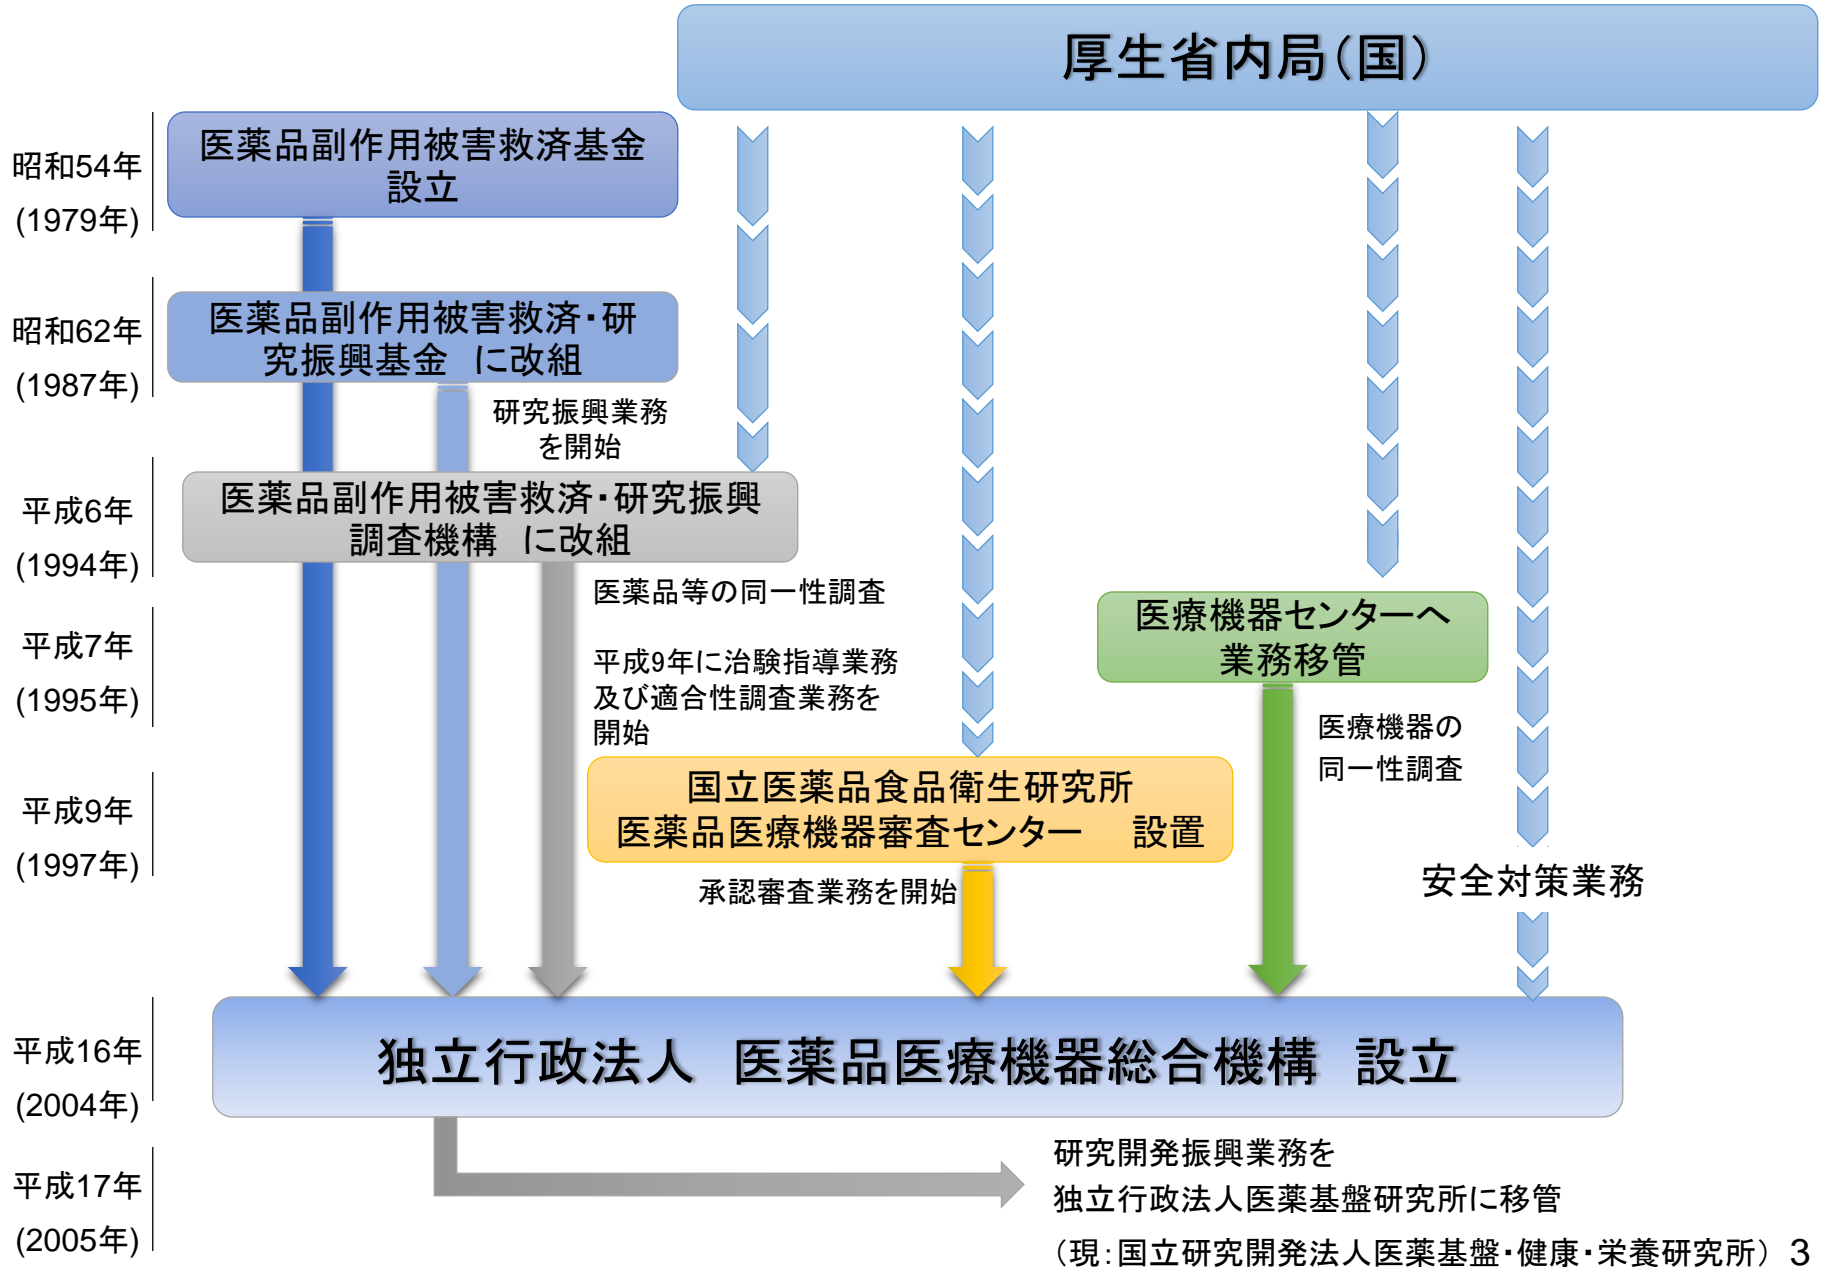 厚生省内局（国）
昭和54年
(1979年)
医薬品副作用被害救済基金
設立
昭和62年
(1987年)
医薬品副作用被害救済・研
究振興基金　に改組
研究振興業務
を開始
平成6年
(1994年)
医薬品副作用被害救済・研究振興
調査機構　に改組
医薬品等の同一性調査
平成9年に治験指導業務
及び適合性調査業務を
開始
平成7年
(1995年)
医療機器センターへ
業務移管
医療機器の
同一性調査
平成9年
(1997年)
国立医薬品食品衛生研究所
医薬品医療機器審査センター　設置
承認審査業務を開始
安全対策業務
平成16年
(2004年)
独立行政法人　医薬品医療機器総合機構　設立
平成17年
(2005年)
研究開発振興業務を
独立行政法人医薬基盤研究所に移管
（現：国立研究開発法人医薬基盤・健康・栄養研究所）
3